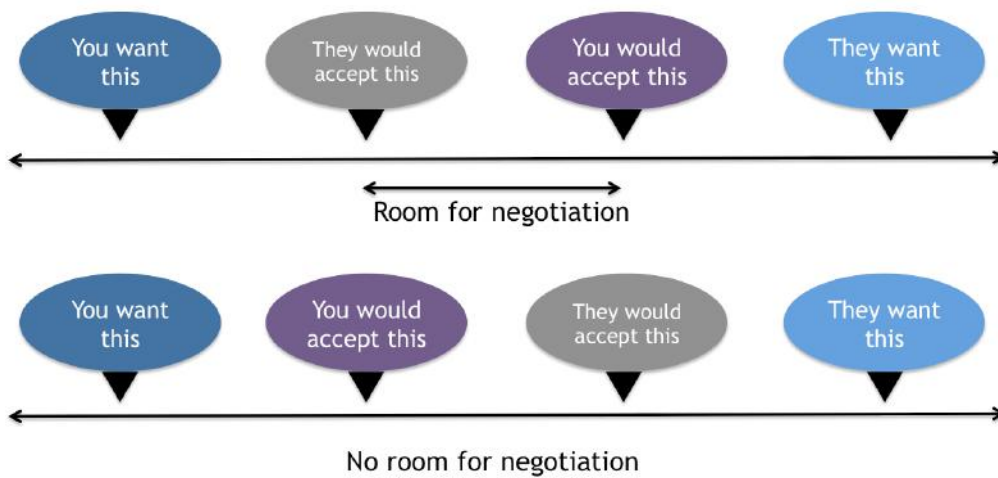 You want
this
They would
accept this
You would
accept this
They want
this
Room for negotiation
You want
this
You would
accept this
They would
accept this
They want
this
No room for negotiation